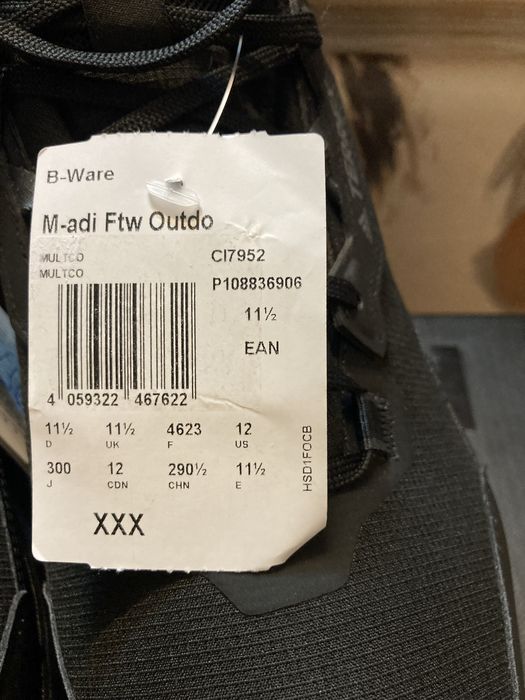 B-Ware
M-adi Ftw Outdo
MULTCO CI7952
MULTCO P108836906
11½
EAN
4 059322 467622
11½ 11½ 4623 12
D UK F US
300 12 290½ 11½
J CDN CHN E
XXX
HSD1FOCB